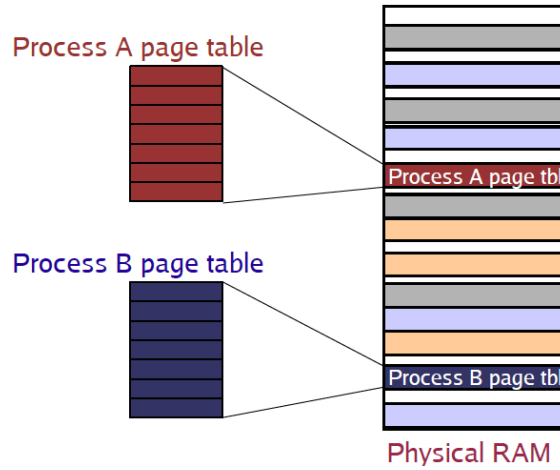 Process A page table
Process A page tbl
Process B page table
Process B page tbl
Physical RAM